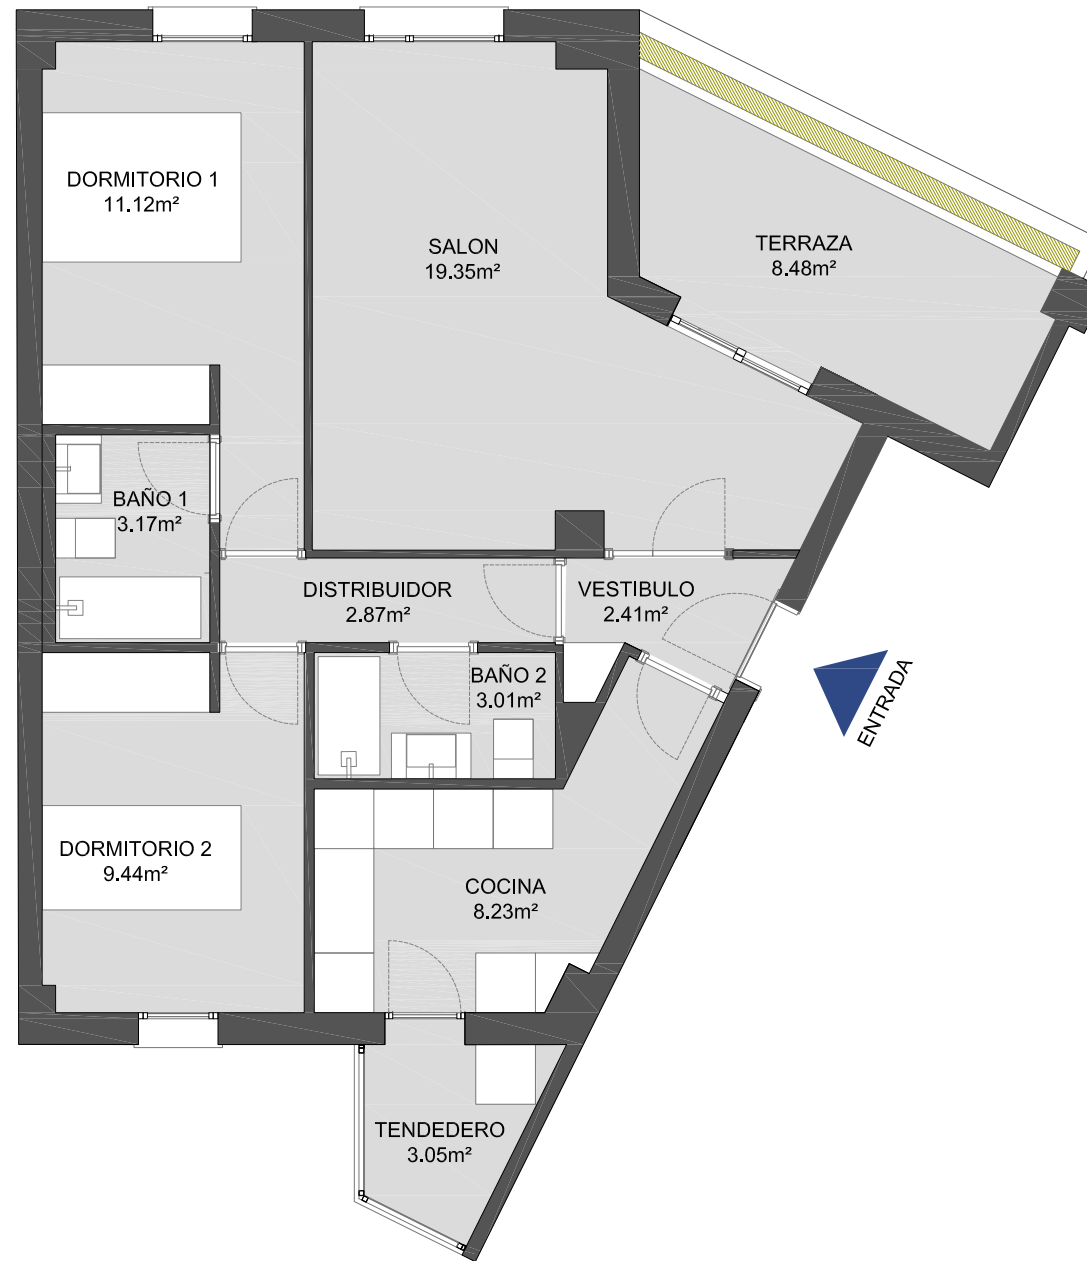 DORMITORIO 1
11.12m²
SALON
19.35m²
TERRAZA
8.48m²
BAÑO 1
3.17m²
DISTRIBUIDOR
2.87m²
VESTIBULO
2.41m²
BAÑO 2
3.01m²
ENTRADA
DORMITORIO 2
9.44m²
COCINA
8.23m²
TENDEDERO
3.05m²